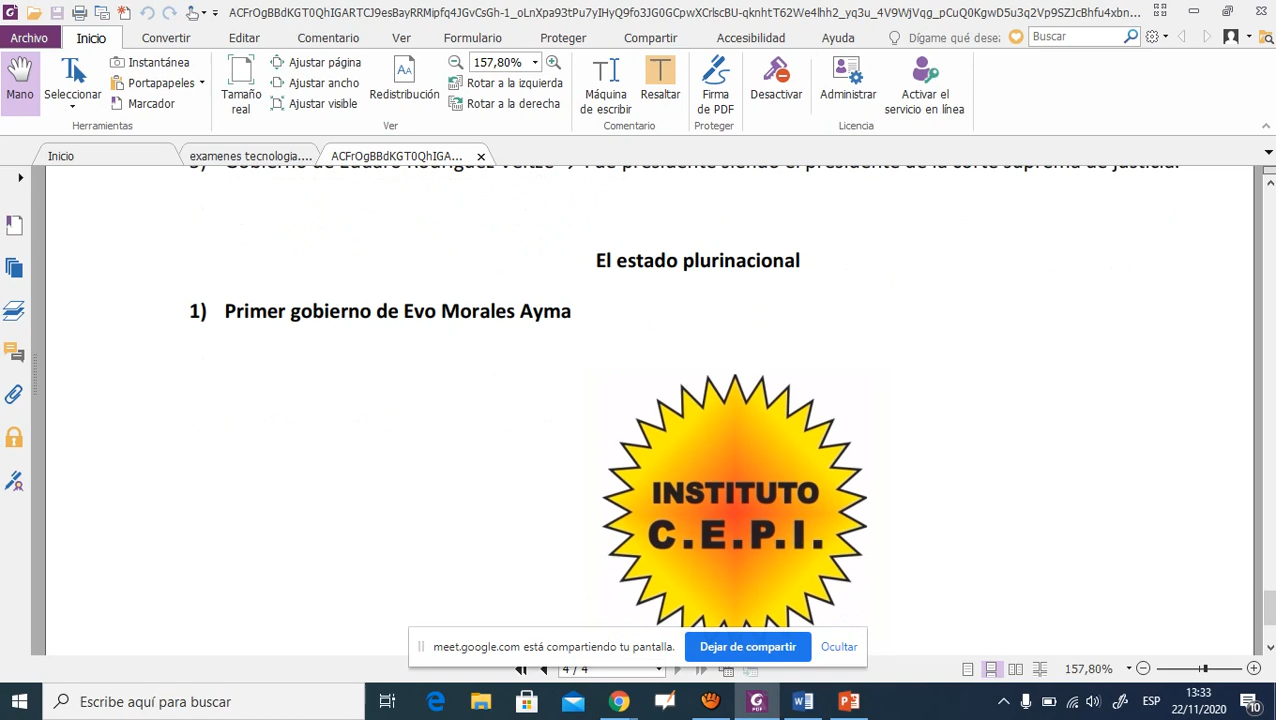 ACFrOgBBdKGT0QhIGARTCJ9esBayRRMipfq4JOnCsGh-1_oLnXpa93tPu7yIHyQ9fo3JG0GCpwXCdscBH-qknhtT62We4lhh2_yq3u_4V9MjVqg_pCuQ0KgwD5u3q2Vp9SZJcBhfu4xbn...
Archivo Inicio Convertir Editar Comentario Ver Formulario Proteger Compartir Accesibilidad Ayuda Dígame qué dese: Buscar
Mano
Seleccionar
Instantánea
Portapapeles
Marcador
Herramientas
Tamaño real
Ajustar página
Ajustar ancho
Ajustar visible
Redistribución
157,80%
Rotar a la izquierda
Rotar a la derecha
Ver
Máquina de escribir
Resaltar
Comentario
Firma de PDF
Proteger
Desactivar
Administrar
Activar el servicio en línea
Licencia
Inicio examenes tecnologia.... ACFrOgBBdKGT0QhIGA...
El estado plurinacional
1) Primer gobierno de Evo Morales Ayma
INSTITUTO
C.E.P.I.
meet.google.com está compartiendo tu pantalla. Dejar de compartir Ocultar
4 / 4 157,80%
Escribe aquí para buscar ESP 13:33
22/11/2020 10